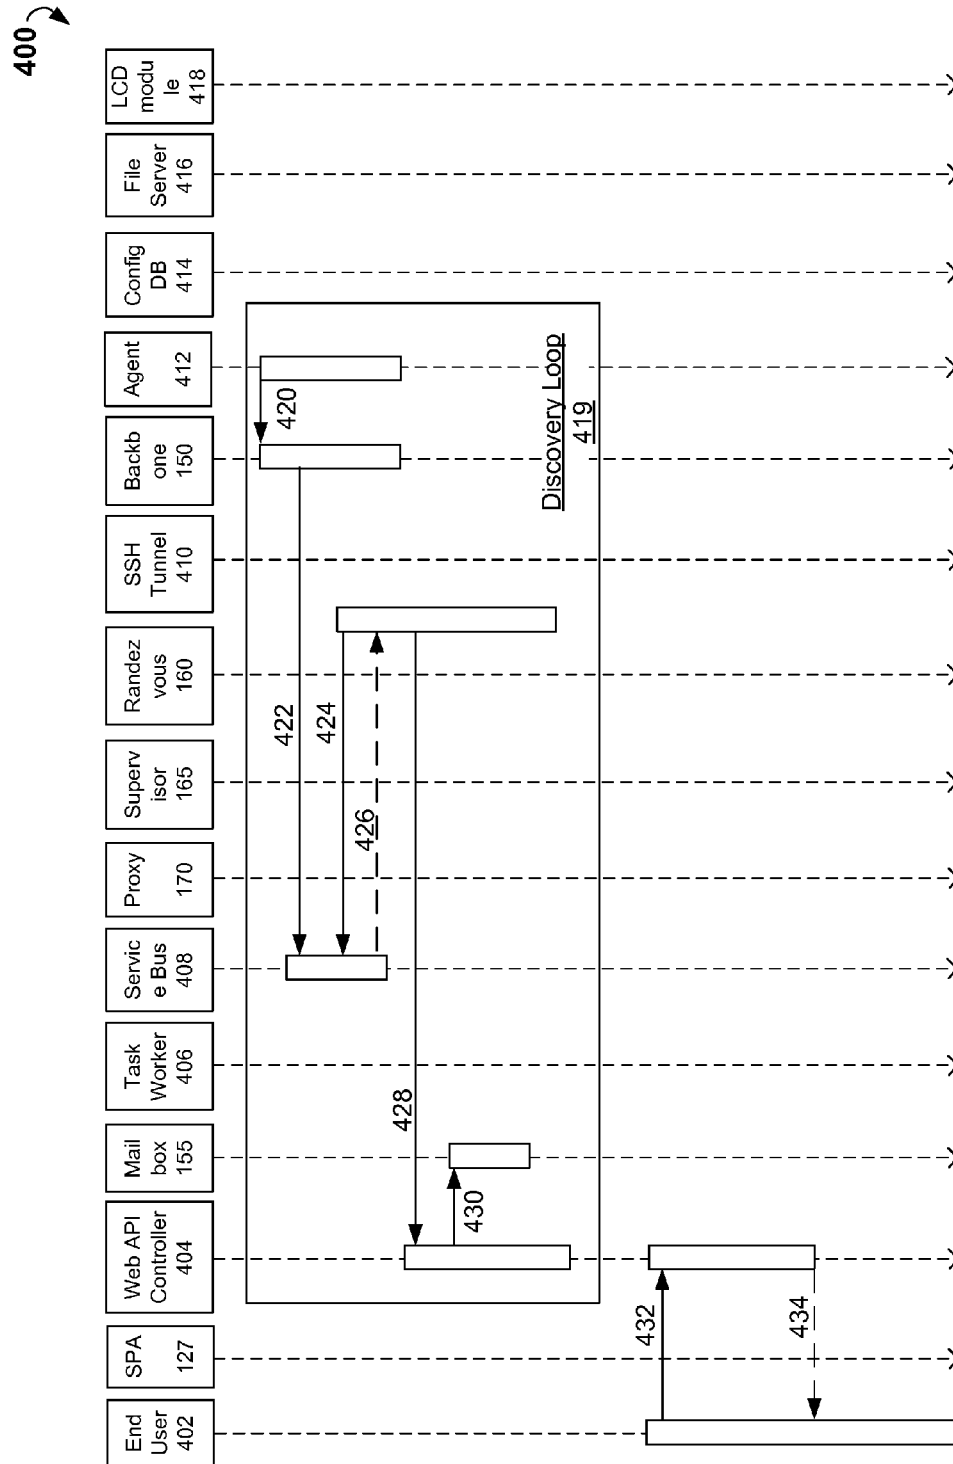 400
LCD
modu
le
418
File
Server
416
Config
DB
414
Agent
412
Backb
one
150
SSH
Tunnel
410
Randez
vous
160
Superv
isor
165
Proxy
170
Servic
e Bus
408
Task
Worker
406
Mail
box
155
Web API
Controller
404
SPA
127
End
User
402
Discovery Loop
419
420
422
424
426
428
430
432
434